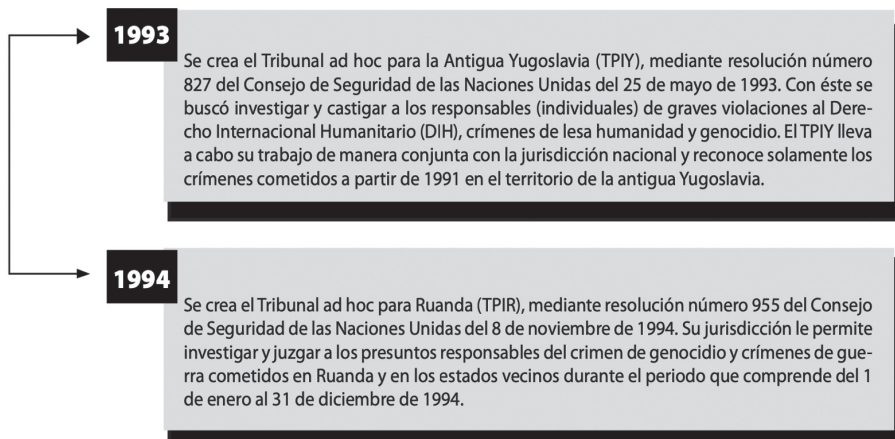 1993
Se crea el Tribunal ad hoc para la Antigua Yugoslavia (TPIY), mediante resolución número
827 del Consejo de Seguridad de las Naciones Unidas del 25 de mayo de 1993. Con éste se
buscó investigar y castigar a los responsables (individuales) de graves violaciones al Dere-
cho Internacional Humanitario (DIH), crímenes de lesa humanidad y genocidio. El TPIY lleva
a cabo su trabajo de manera conjunta con la jurisdicción nacional y reconoce solamente los
crímenes cometidos a partir de 1991 en el territorio de la antigua Yugoslavia.
1994
Se crea el Tribunal ad hoc para Ruanda (TPIR), mediante resolución número 955 del Consejo
de Seguridad de las Naciones Unidas del 8 de noviembre de 1994. Su jurisdicción le permite
investigar y juzgar a los presuntos responsables del crimen de genocidio y crímenes de gue-
rra cometidos en Ruanda y en los estados vecinos durante el periodo que comprende del 1
de enero al 31 de diciembre de 1994.